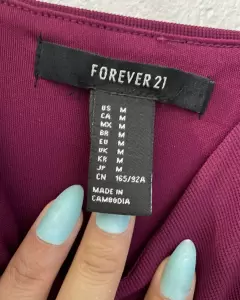 FOREVER 21
US M
CA M
MX M
BR M
EU M
UK M
KR M
JP M
CN 165/92A
MADE IN
CAMBODIA